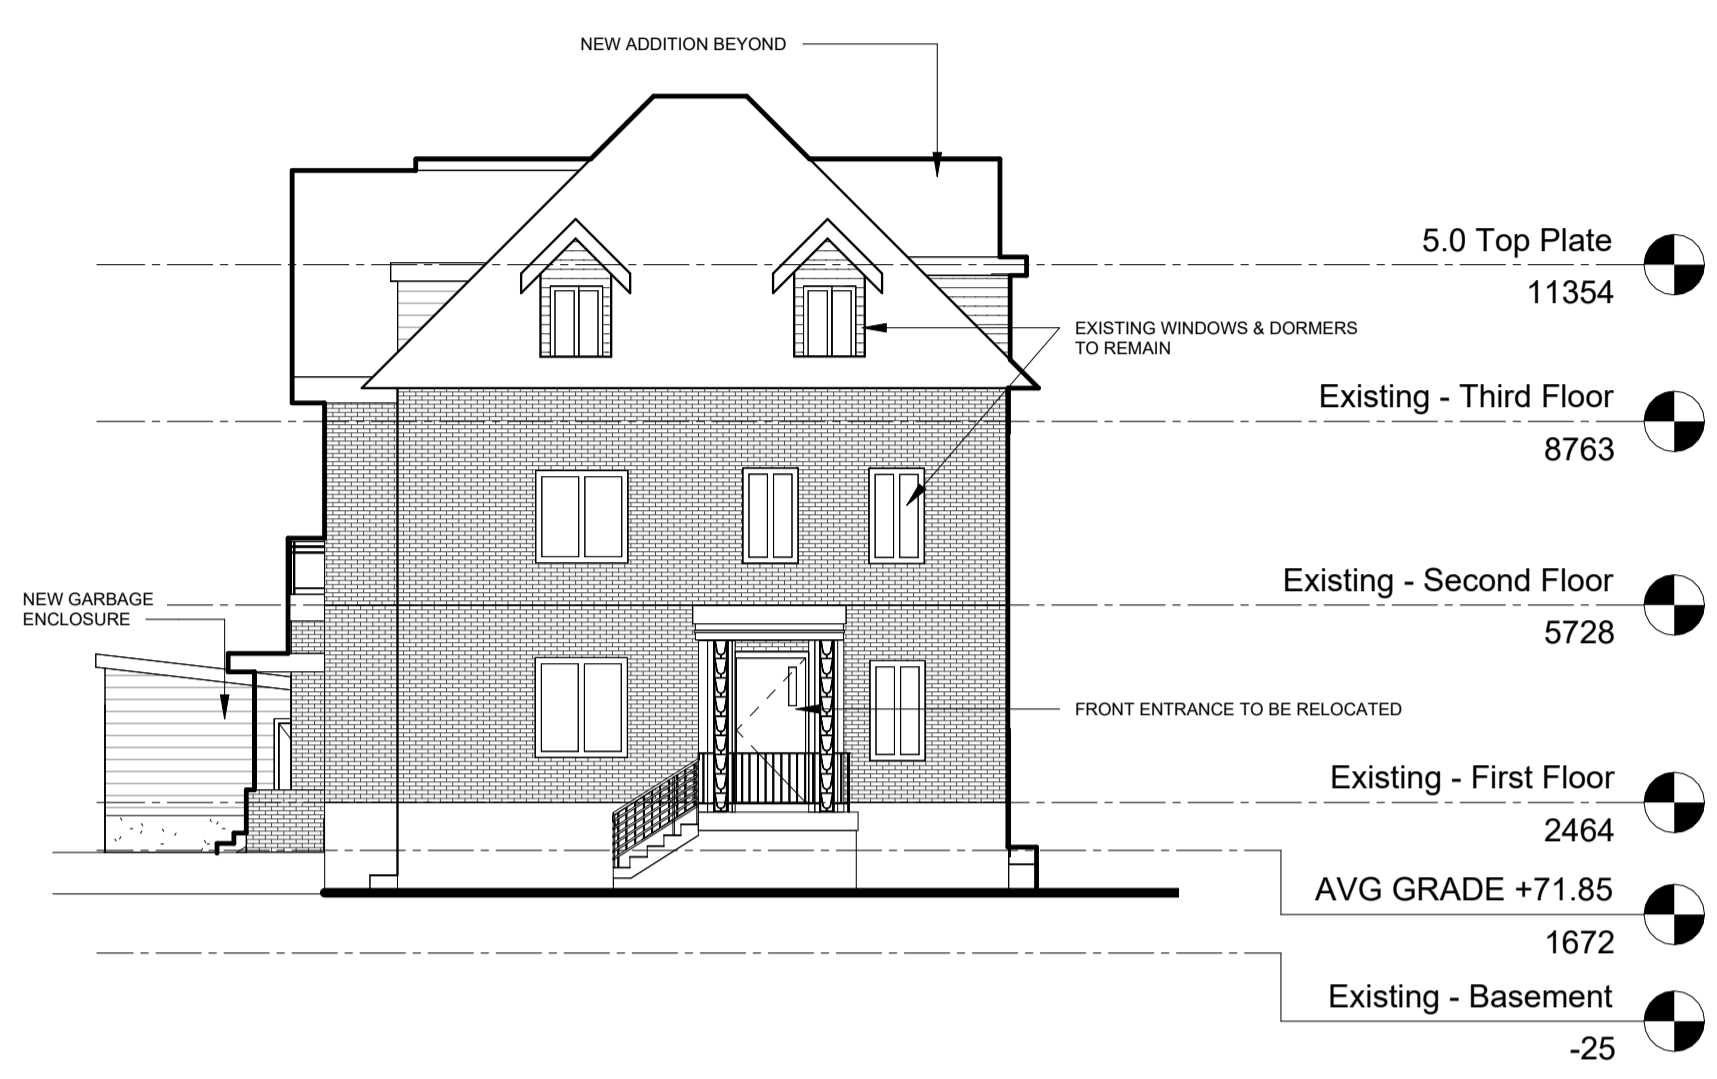 NEW ADDITION BEYOND
5.0 Top Plate
11354
EXISTING WINDOWS & DORMERS
TO REMAIN
Existing - Third Floor
8763
Existing - Second Floor
5728
NEW GARBAGE
ENCLOSURE
FRONT ENTRANCE TO BE RELOCATED
Existing - First Floor
2464
AVG GRADE +71.85
1672
Existing - Basement
-25